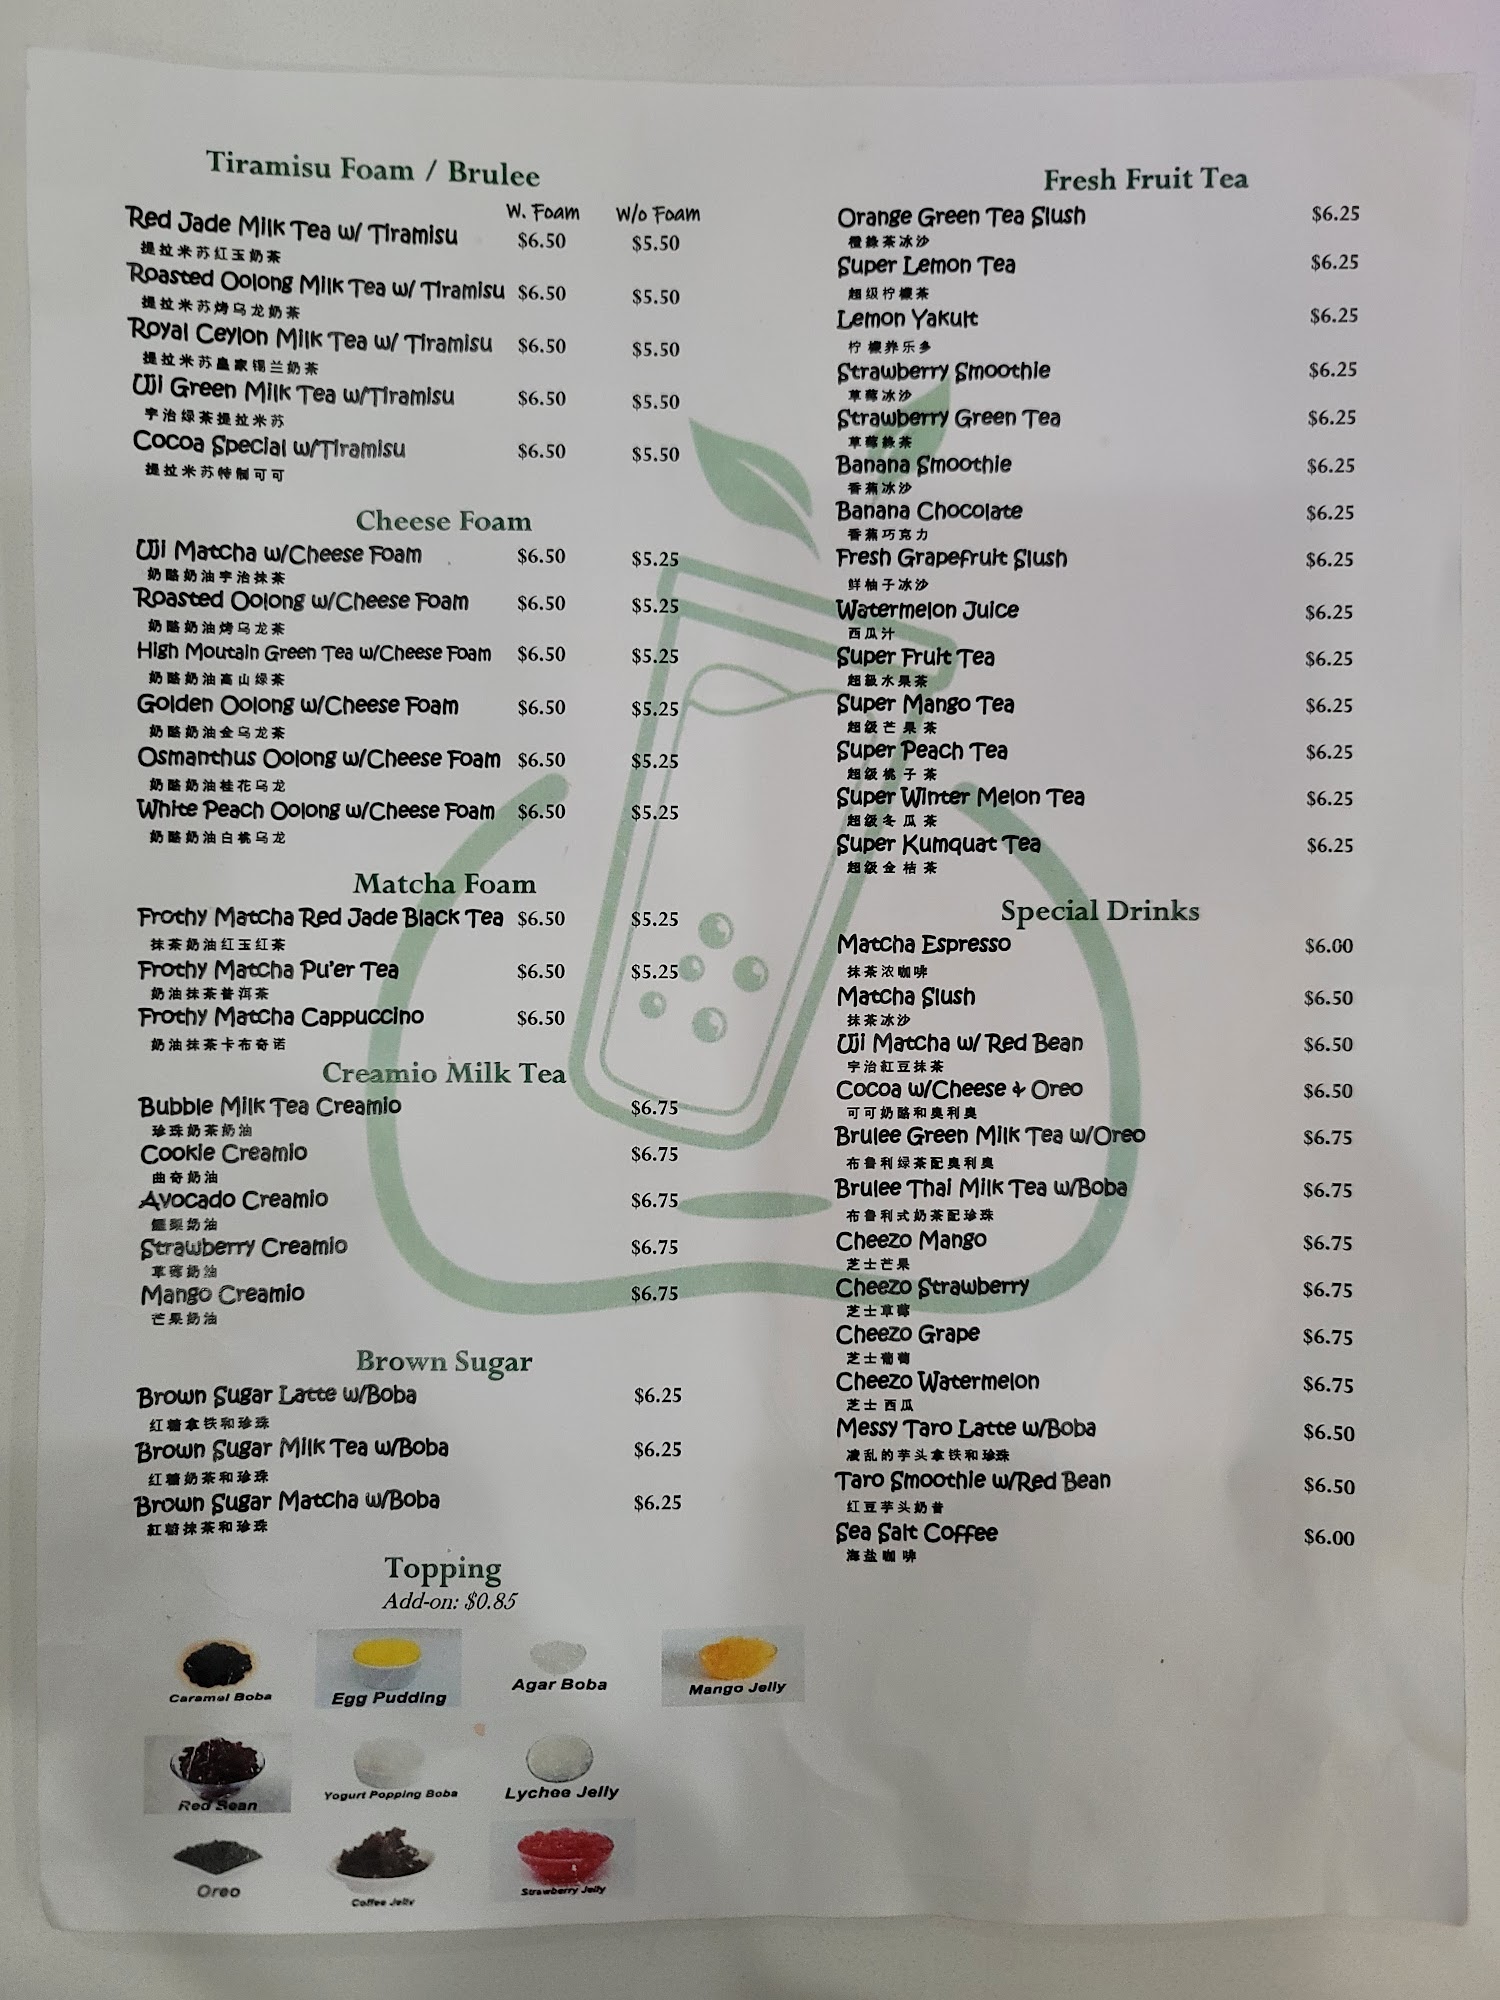 Tiramisu Foam / Brulee
W. Foam W/o Foam
Red Jade Milk Tea w/ Tiramisu $6.50 $5.50
提拉米苏红玉奶茶
Roasted Oolong Milk Tea w/ Tiramisu $6.50 $5.50
提拉米苏烤乌龙奶茶
Royal Ceylon Milk Tea w/ Tiramisu $6.50 $5.50
提拉米苏皇家锡兰奶茶
Uji Green Milk Tea w/Tiramisu $6.50 $5.50
宇治绿茶提拉米苏
Cocoa Special w/Tiramisu $6.50 $5.50
提拉米苏特制可可
Cheese Foam
Uji Matcha w/Cheese Foam $6.50 $5.25
奶酪奶油宇治抹茶
Roasted Oolong w/Cheese Foam $6.50 $5.25
奶酪奶油烤乌龙茶
High Moutain Green Tea w/Cheese Foam $6.50 $5.25
奶酪奶油高山绿茶
Golden Oolong w/Cheese Foam $6.50 $5.25
奶酪奶油金乌龙茶
Osmanthus Oolong w/Cheese Foam $6.50 $5.25
奶酪奶油桂花乌龙
White Peach Oolong w/Cheese Foam $6.50 $5.25
奶酪奶油白桃乌龙
Matcha Foam
Frothy Matcha Red Jade Black Tea $6.50 $5.25
抹茶奶油红玉红茶
Frothy Matcha Pu'er Tea $6.50 $5.25
奶油抹茶普洱茶
Frothy Matcha Cappuccino $6.50
奶油抹茶卡布奇诺
Creamio Milk Tea
Bubble Milk Tea Creamio $6.75
珍珠奶茶奶油
Cookie Creamio $6.75
曲奇奶油
Avocado Creamio $6.75
鳄梨奶油
Strawberry Creamio $6.75
草莓奶油
Mango Creamio $6.75
芒果奶油
Brown Sugar
Brown Sugar Latte w/Boba $6.25
红糖拿铁和珍珠
Brown Sugar Milk Tea w/Boba $6.25
红糖奶茶和珍珠
Brown Sugar Matcha w/Boba $6.25
紅糖抹茶和珍珠
Topping
Add-on: $0.85
Caramel Boba Egg Pudding Agar Boba Mango Jelly
Red Bean Yogurt Popping Boba Lychee Jelly
Oreo Coffee Jelly Strawberry Jelly
Fresh Fruit Tea
Orange Green Tea Slush $6.25
橙綠茶冰沙
Super Lemon Tea $6.25
超级柠檬茶
Lemon Yakult $6.25
柠檬养乐多
Strawberry Smoothie $6.25
草莓冰沙
Strawberry Green Tea $6.25
草莓綠茶
Banana Smoothie $6.25
香蕉冰沙
Banana Chocolate $6.25
香蕉巧克力
Fresh Grapefruit Slush $6.25
鲜柚子冰沙
Watermelon Juice $6.25
西瓜汁
Super Fruit Tea $6.25
超級水果茶
Super Mango Tea $6.25
超级芒果茶
Super Peach Tea $6.25
超级桃子茶
Super Winter Melon Tea $6.25
超级冬瓜茶
Super Kumquat Tea $6.25
超级金桔茶
Special Drinks
Matcha Espresso $6.00
抹茶浓咖啡
Matcha Slush $6.50
抹茶冰沙
Uji Matcha w/ Red Bean $6.50
宇治紅豆抹茶
Cocoa w/Cheese & Oreo $6.50
可可奶酪和奥利奥
Brulee Green Milk Tea w/Oreo $6.75
布鲁利绿茶配奥利奥
Brulee Thai Milk Tea w/Boba $6.75
布鲁利式奶茶配珍珠
Cheezo Mango $6.75
芝士芒果
Cheezo Strawberry $6.75
芝士草莓
Cheezo Grape $6.75
芝士葡萄
Cheezo Watermelon $6.75
芝士西瓜
Messy Taro Latte w/Boba $6.50
凌乱的芋头拿铁和珍珠
Taro Smoothie w/Red Bean $6.50
红豆芋头奶昔
Sea Salt Coffee $6.00
海盐咖啡